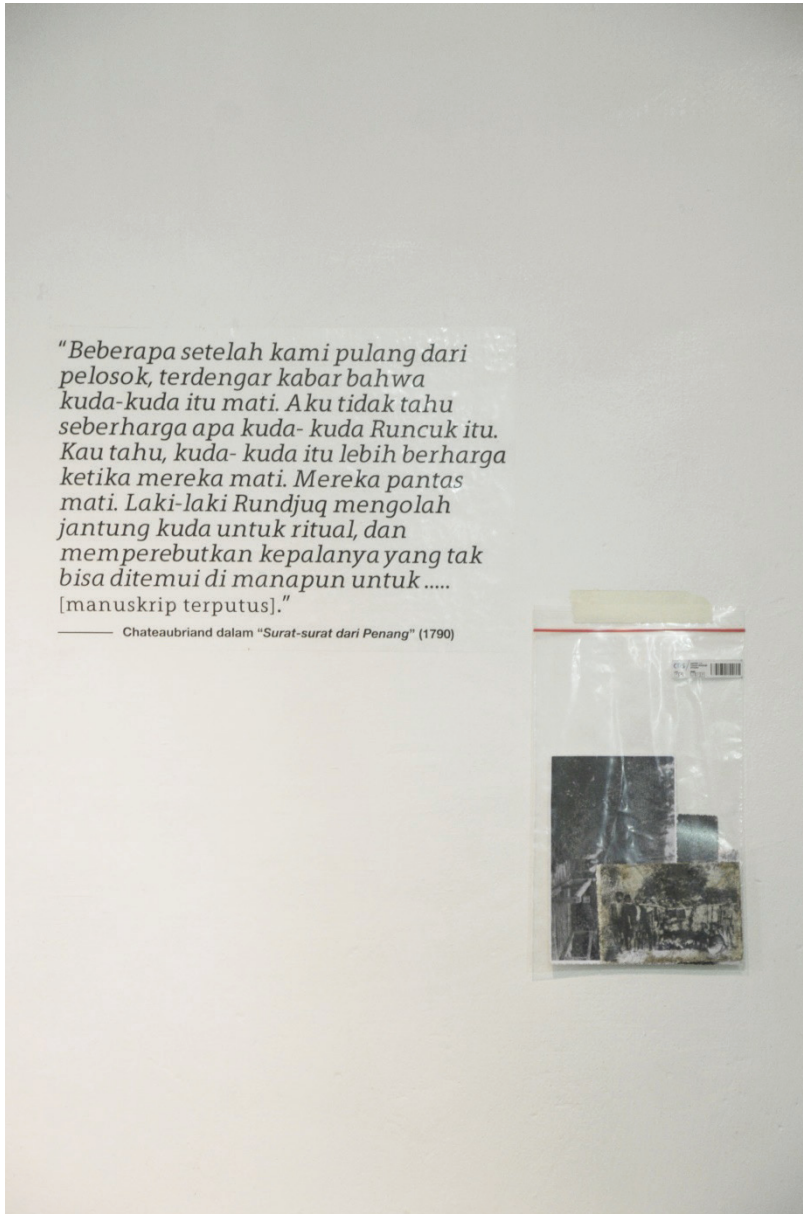 “Beberapa setelah kami pulang dari
pelosok, terdengar kabar bahwa
kuda-kuda itu mati. Aku tidak tahu
seberharga apa kuda- kuda Runcuk itu.
Kau tahu, kuda- kuda itu lebih berharga
ketika mereka mati. Mereka pantas
mati. Laki-laki Rundjuq mengolah
jantung kuda untuk ritual, dan
memperebutkan kepalanya yang tak
bisa ditemui di manapun untuk .....
[manuskrip terputus].”
Chateaubriand dalam “Surat-surat dari Penang” (1790)